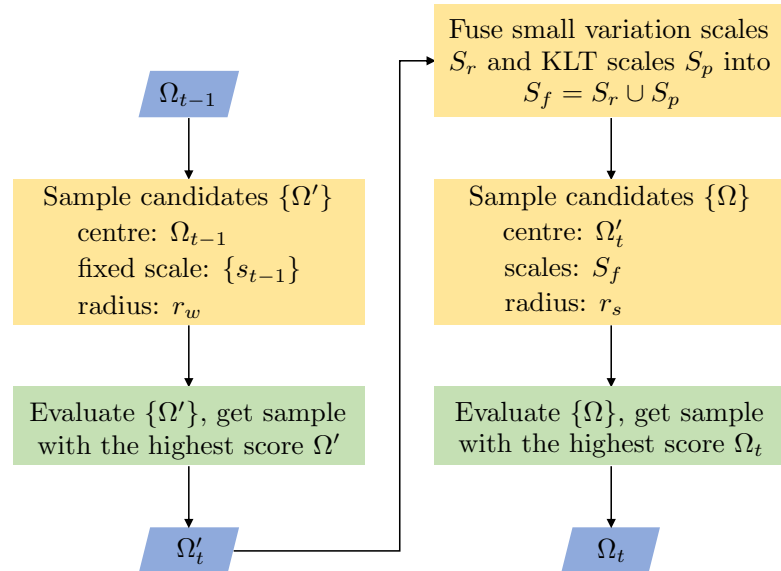 Ω_{t−1}
Sample candidates {Ω′}
centre: Ω_{t−1}
fixed scale: {s_{t−1}}
radius: r_w
Evaluate {Ω′}, get sample
with the highest score Ω′
Ω′_t
Fuse small variation scales
S_r and KLT scales S_p into
S_f = S_r ∪ S_p
Sample candidates {Ω}
centre: Ω′_t
scales: S_f
radius: r_s
Evaluate {Ω}, get sample
with the highest score Ω_t
Ω_t